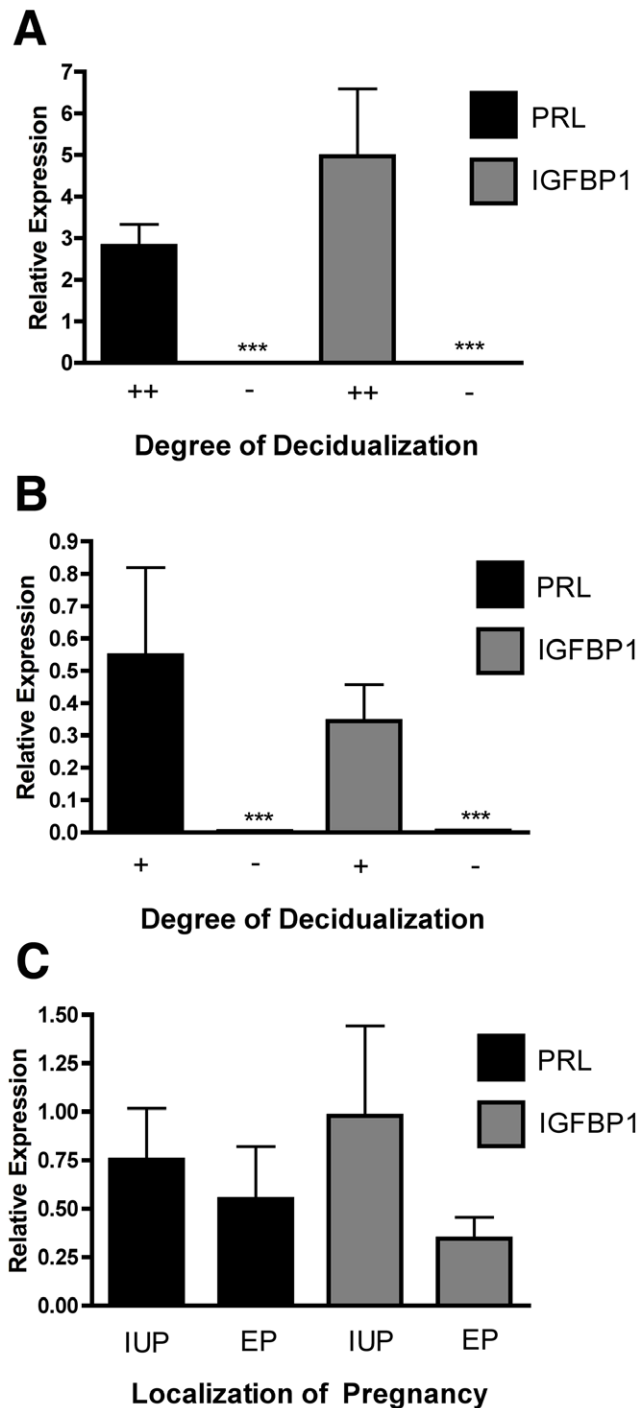 A
Relative Expression
7
6
5
4
3
2
1
0
***
***
PRL
IGFBP1
++
-
++
-
Degree of Decidualization
B
Relative Expression
0.9
0.8
0.7
0.6
0.5
0.4
0.3
0.2
0.1
0.0
***
***
PRL
IGFBP1
+
-
+
-
Degree of Decidualization
C
Relative Expression
1.50
1.25
1.00
0.75
0.50
0.25
0.00
PRL
IGFBP1
IUP
EP
IUP
EP
Localization of Pregnancy